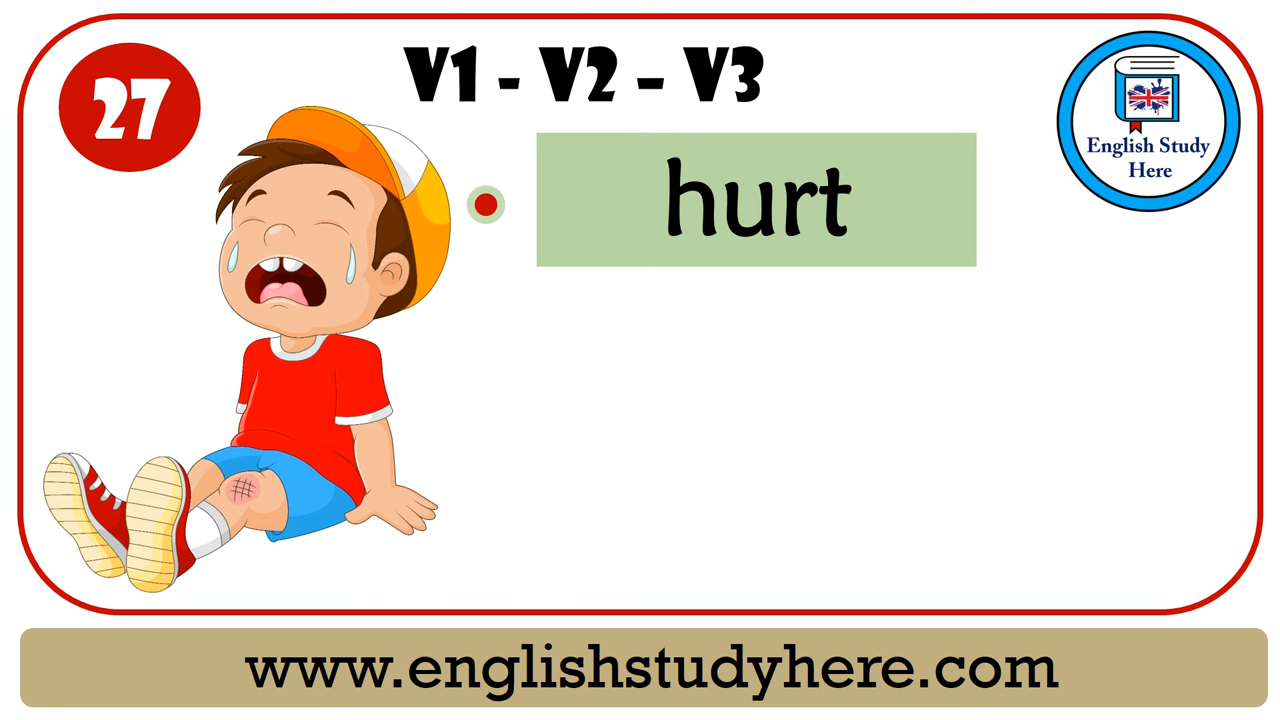 27
V1 - V2 – V3
English Study
Here
hurt
www.englishstudyhere.com